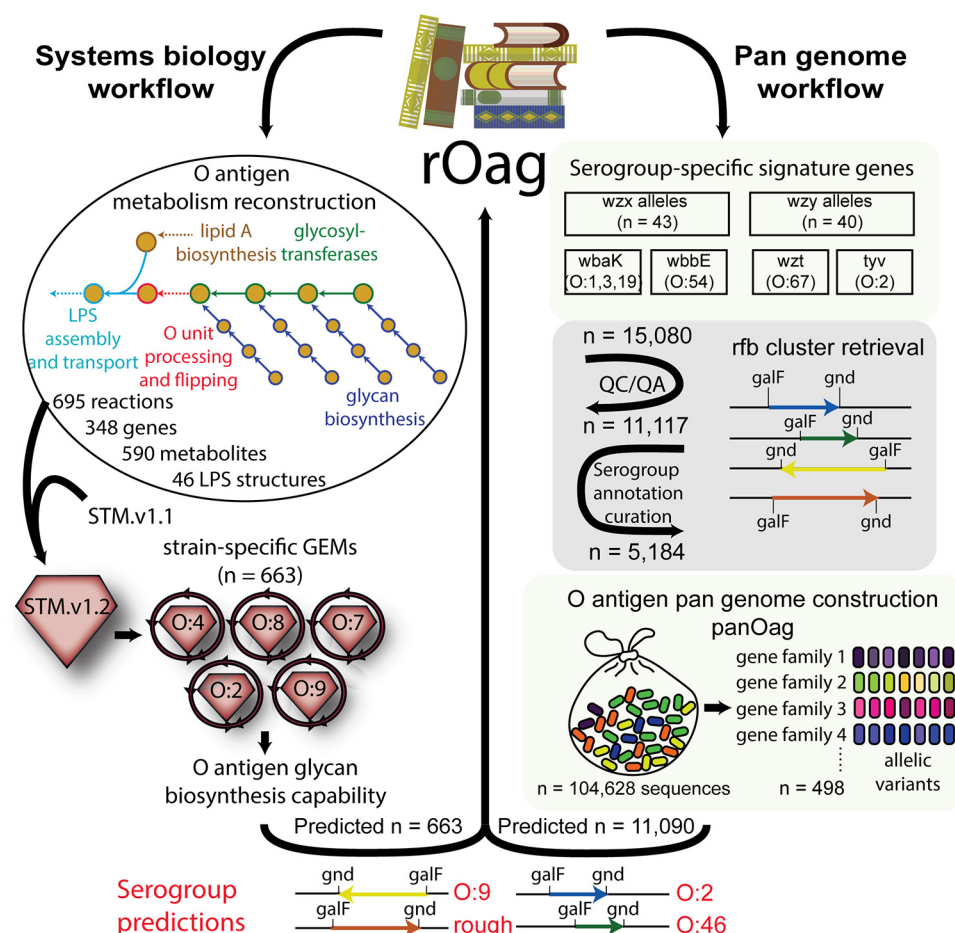 Systems biology
workflow
Pan genome
workflow
rOag
O antigen
metabolism reconstruction
lipid A
biosynthesis
glycosyl-
transferases
LPS
assembly
and transport
O unit
processing
and flipping
glycan
biosynthesis
695 reactions
348 genes
590 metabolites
46 LPS structures
STM.v1.1
STM.v1.2
strain-specific GEMs
(n = 663)
O:4
O:8
O:7
O:2
O:9
O antigen glycan
biosynthesis capability
Serogroup-specific signature genes
wzx alleles
(n = 43)
wzy alleles
(n = 40)
wbaK
(O:1,3,19)
wbbE
(O:54)
wzt
(O:67)
tyv
(O:2)
n = 15,080
QC/QA
n = 11,117
Serogroup
annotation
curation
n = 5,184
rfb cluster retrieval
galF
gnd
galF
gnd
gnd
galF
galF
gnd
O antigen pan genome construction
panOag
gene family 1
gene family 2
gene family 3
gene family 4
n = 104,628 sequences
n = 498
allelic
variants
Predicted n = 663
Predicted n = 11,090
Serogroup
predictions
gnd
galF
O:9
galF
gnd
rough
galF
gnd
O:2
galF
gnd
O:46